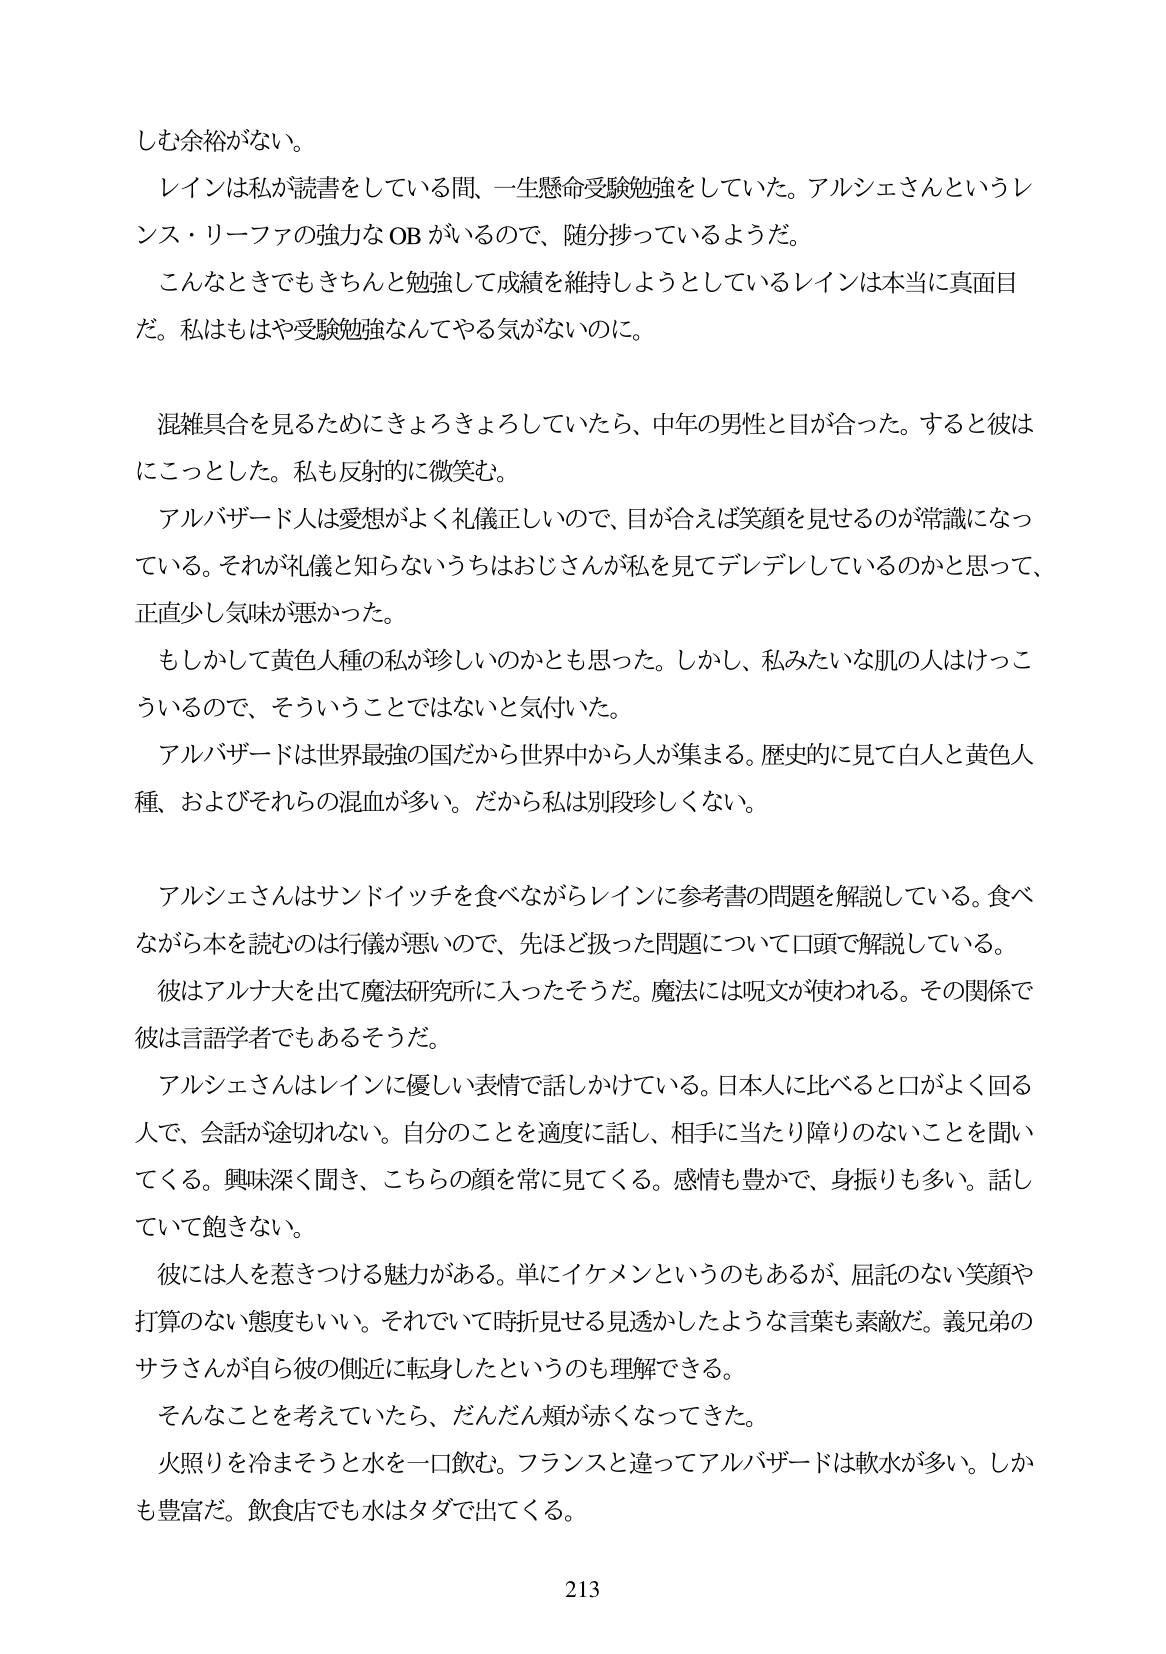 しむ余裕がない。
レインは私が読書をしている間、一生懸命受験勉強をしていた。アルシェさんというレ
ンス・リーファの強力な OB がいるので、随分捗っているようだ。
こんなときでもきちんと勉強して成績を維持しようとしているレインは本当に真面目
だ。私はもはや受験勉強なんてやる気がないのに。
混雑具合を見るためにきょろきょろしていたら、中年の男性と目が合った。すると彼は
にこっとした。私も反射的に微笑む。
アルバザード人は愛想がよく礼儀正しいので、目が合えば笑顔を見せるのが常識になっ
ている。それが礼儀と知らないうちはおじさんが私を見てデレデレしているのかと思って、
正直少し気味が悪かった。
もしかして黄色人種の私が珍しいのかとも思った。しかし、私みたいな肌の人はけっこ
ういるので、そういうことではないと気付いた。
アルバザードは世界最強の国だから世界中から人が集まる。歴史的に見て白人と黄色人
種、およびそれらの混血が多い。だから私は別段珍しくない。
アルシェさんはサンドイッチを食べながらレインに参考書の問題を解説している。食べ
ながら本を読むのは行儀が悪いので、先ほど扱った問題について口頭で解説している。
彼はアルナ大を出て魔法研究所に入ったそうだ。魔法には呪文が使われる。その関係で
彼は言語学者でもあるそうだ。
アルシェさんはレインに優しい表情で話しかけている。日本人に比べると口がよく回る
人で、会話が途切れない。自分のことを適度に話し、相手に当たり障りのないことを聞い
てくる。興味深く聞き、こちらの顔を常に見てくる。感情も豊かで、身振りも多い。話し
ていて飽きない。
彼には人を惹きつける魅力がある。単にイケメンというのもあるが、屈託のない笑顔や
打算のない態度もいい。それでいて時折見せる見透かしたような言葉も素敵だ。義兄弟の
サラさんが自ら彼の側近に転身したというのも理解できる。
そんなことを考えていたら、だんだん頬が赤くなってきた。
火照りを冷まそうと水を一口飲む。フランスと違ってアルバザードは軟水が多い。しか
も豊富だ。飲食店でも水はタダで出てくる。
213